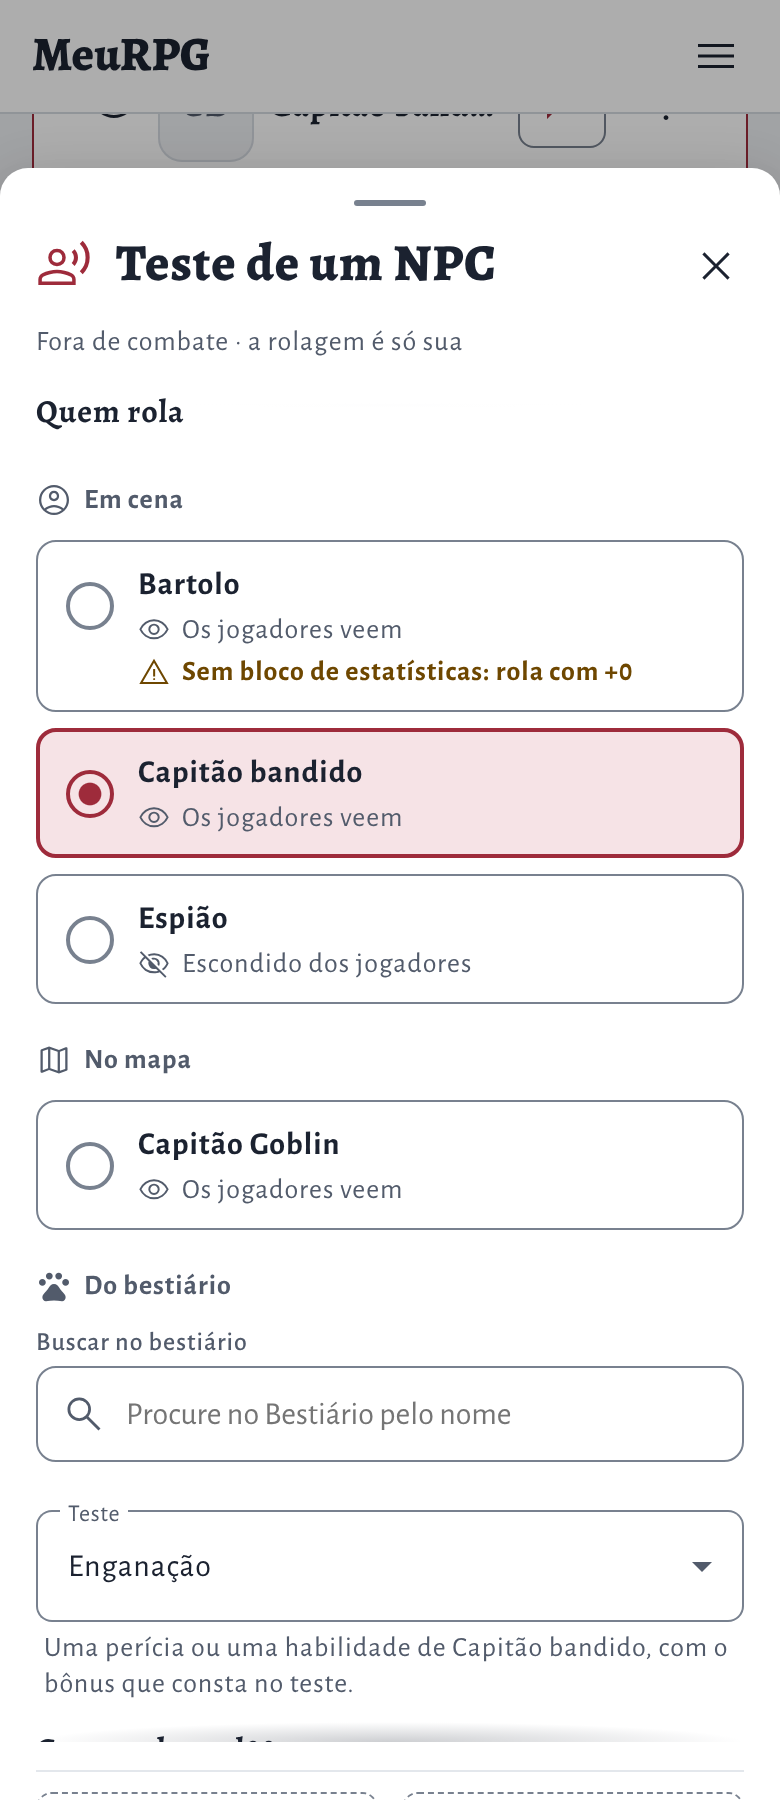 MeuRPG
Teste de um NPC
Fora de combate · a rolagem é só sua
Quem rola
Em cena
Bartolo
Os jogadores veem
Sem bloco de estatísticas: rola com +0
Capitão bandido
Os jogadores veem
Espião
Escondido dos jogadores
No mapa
Capitão Goblin
Os jogadores veem
Do bestiário
Buscar no bestiário
Procure no Bestiário pelo nome
Teste
Enganação
Uma perícia ou uma habilidade de Capitão bandido, com o
bônus que consta no teste.